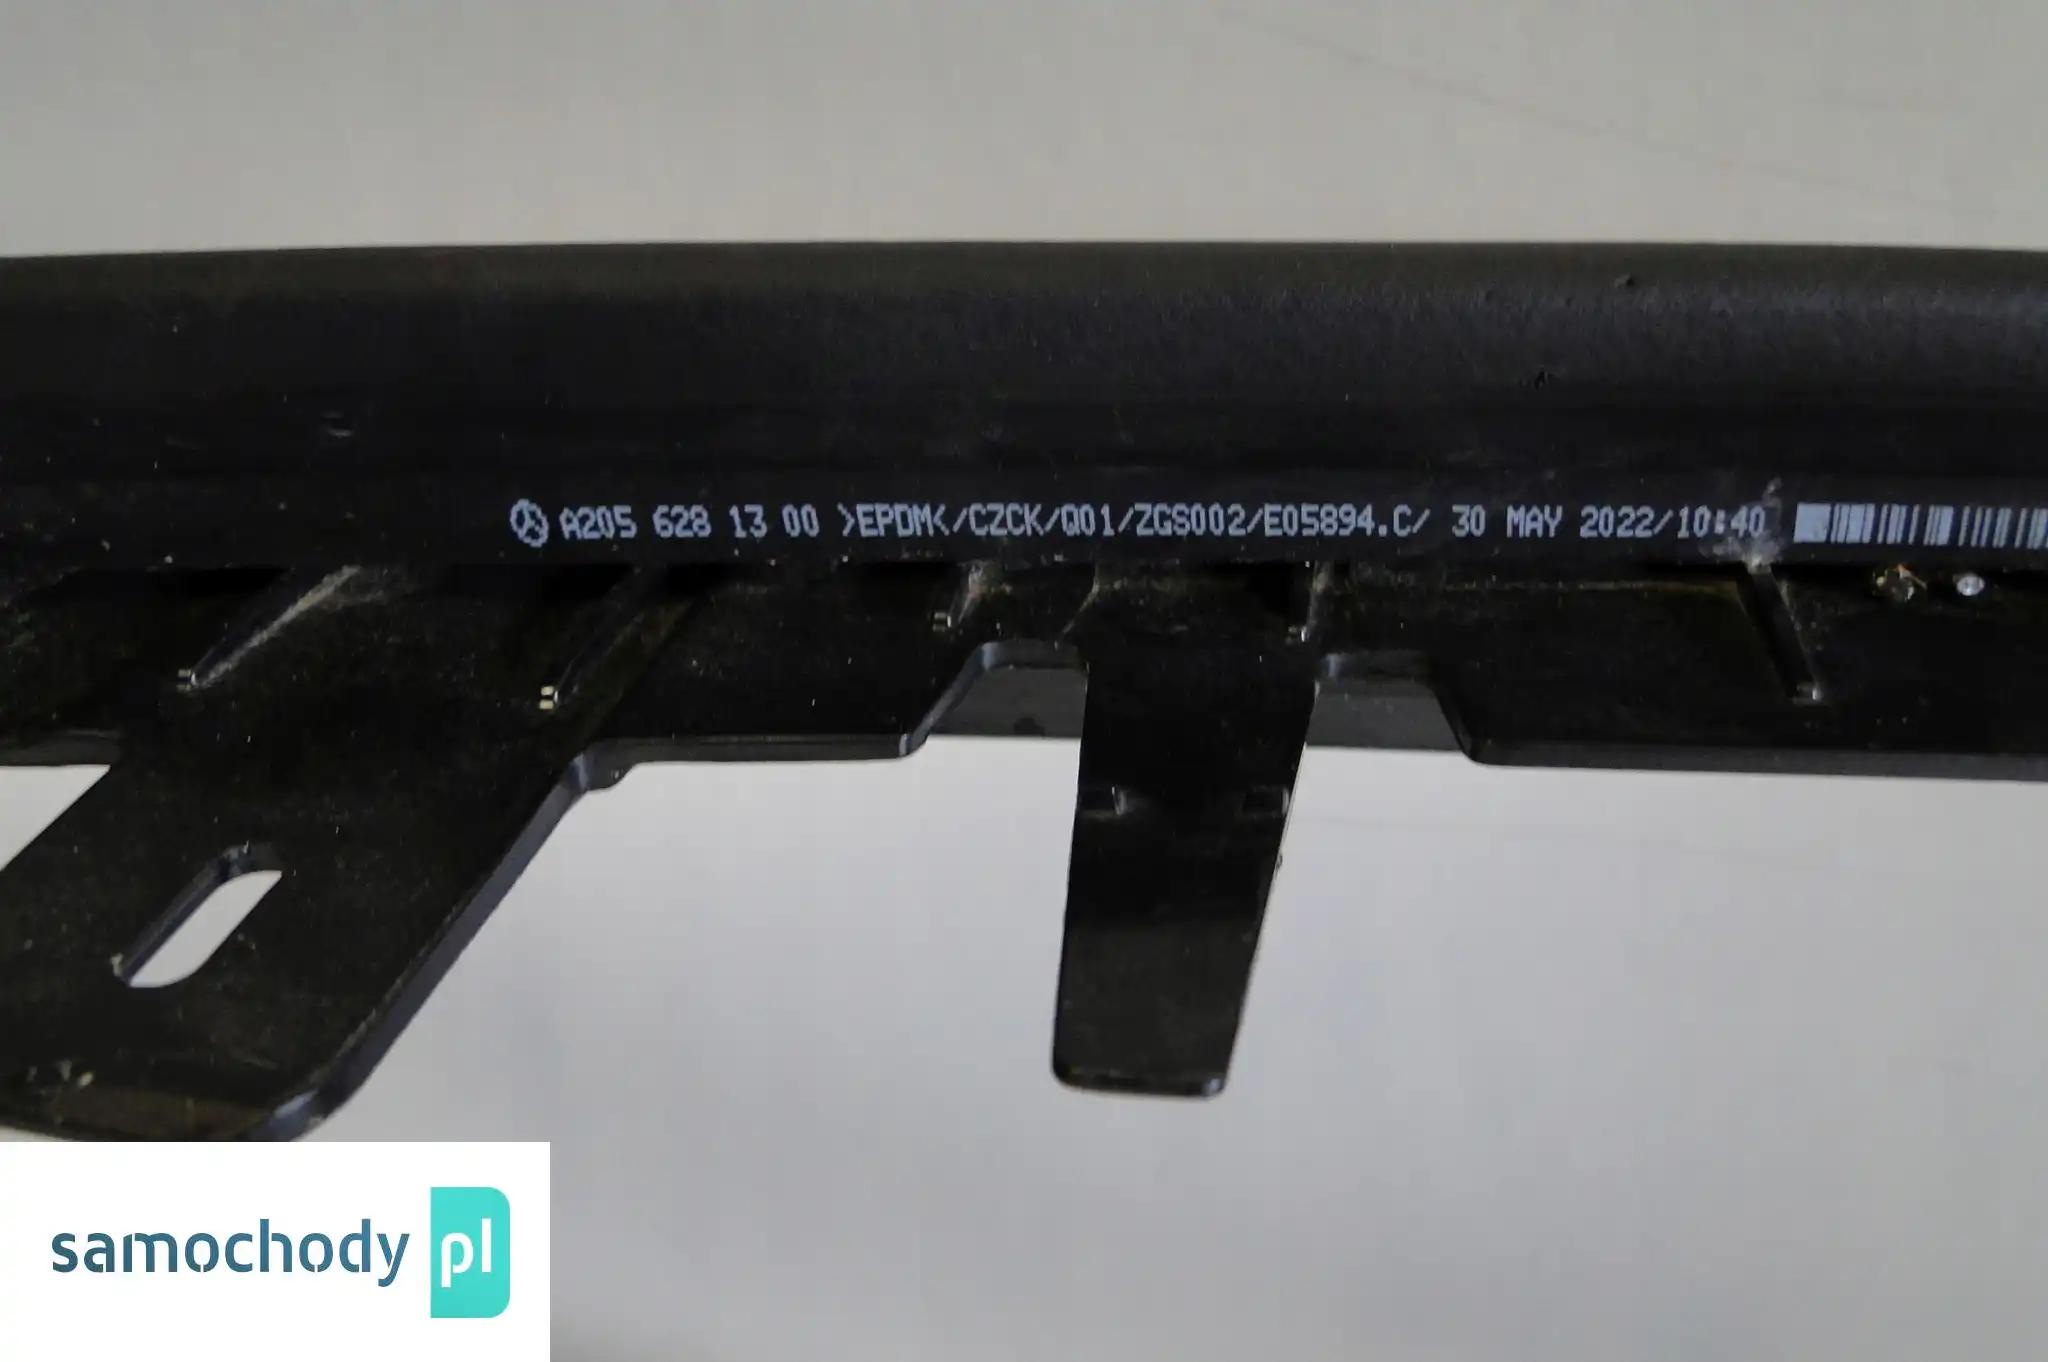 A205 628 13 00 >EPDM</CZCK/Q01/ZGS002/E05894.C/ 30 MAY 2022/10:40
samochody pl